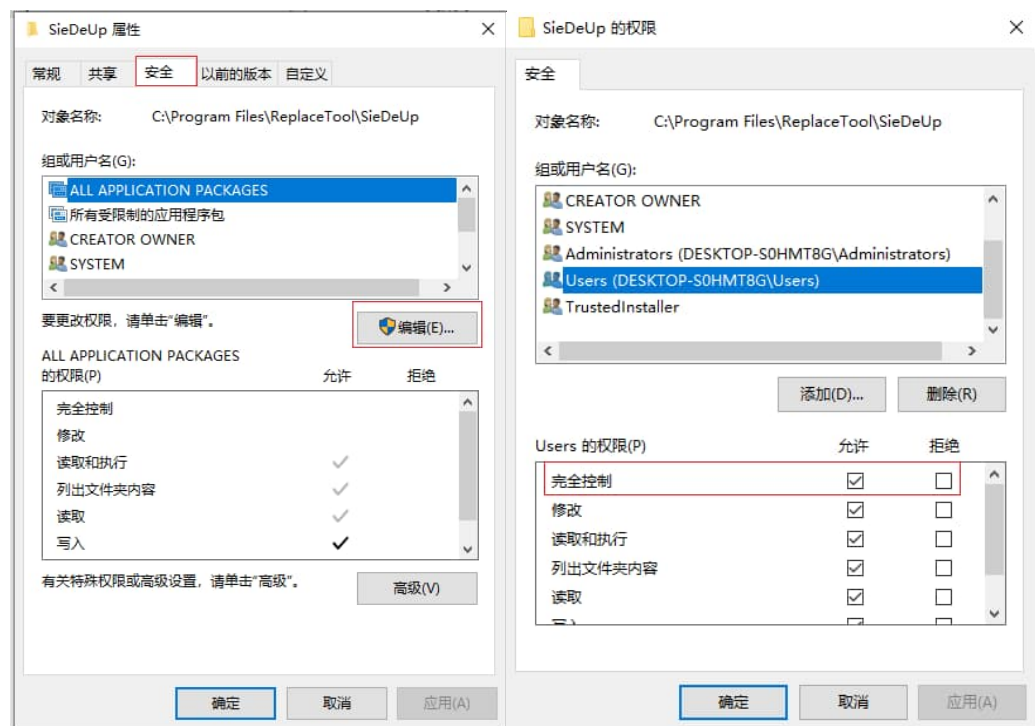 SieDeUp 属性
常规 共享 安全 以前的版本 自定义
对象名称: C:\Program Files\ReplaceTool\SieDeUp
组或用户名(G):
ALL APPLICATION PACKAGES
所有受限制的应用程序包
CREATOR OWNER
SYSTEM
要更改权限，请单击“编辑”。
编辑(E)...
ALL APPLICATION PACKAGES
的权限(P) 允许 拒绝
完全控制
修改
读取和执行
列出文件夹内容
读取
写入
有关特殊权限或高级设置，请单击“高级”。
高级(V)
确定 取消 应用(A)
SieDeUp 的权限
安全
对象名称: C:\Program Files\ReplaceTool\SieDeUp
组或用户名(G):
CREATOR OWNER
SYSTEM
Administrators (DESKTOP-S0HMT8G\Administrators)
Users (DESKTOP-S0HMT8G\Users)
TrustedInstaller
添加(D)... 删除(R)
Users 的权限(P) 允许 拒绝
完全控制
修改
读取和执行
列出文件夹内容
读取
确定 取消 应用(A)